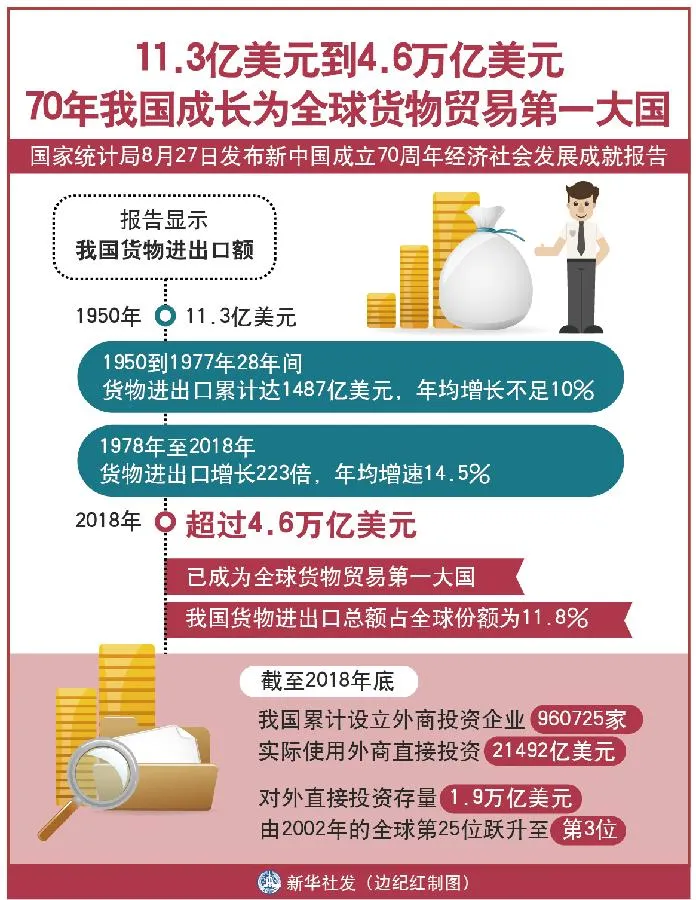 11.3亿美元到4.6万亿美元
70年我国成长为全球货物贸易第一大国
国家统计局8月27日发布新中国成立70周年经济社会发展成就报告
报告显示
我国货物进出口额
1950年 11.3亿美元
1950到1977年28年间
货物进出口累计达1487亿美元，年均增长不足10%
1978年至2018年
货物进出口增长223倍，年均增速14.5%
2018年 超过4.6万亿美元
已成为全球货物贸易第一大国
我国货物进出口总额占全球份额为11.8%
截至2018年底
我国累计设立外商投资企业 960725家
实际使用外商直接投资 21492亿美元
对外直接投资存量 1.9万亿美元
由2002年的全球第25位跃升至 第3位
新华社发（边纪红制图）